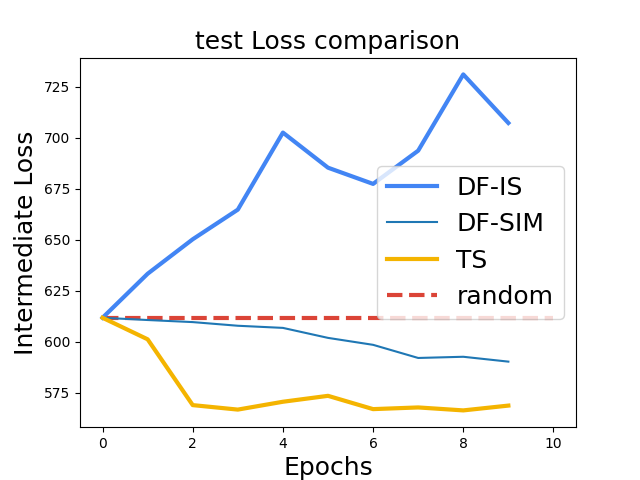 test Loss comparison
Intermediate Loss
725
700
675
650
625
600
575
DF-IS
DF-SIM
TS
random
0 2 4 6 8 10
Epochs